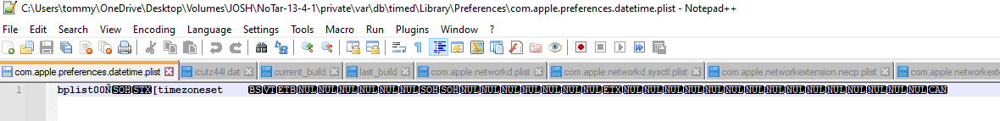 C:\Users\tommy\OneDrive\Desktop\Volumes\JOSH\NoTar-13-4-1\private\var\db\timed\Library\Preferences\com.apple.preferences.datetime.plist - Notepad++
File Edit Search View Encoding Language Settings Tools Macro Run Plugins Window ?
com.apple.preferences.datetime.plist icutz44l.dat current_build last_build com.apple.networkd.plist com.apple.networkd.sysctl.plist com.apple.networkextension.necp.plist com.apple.networkext
1 bplist00ÑSOHSTX[timezoneset BSVTETBNULNULNULNULNULNULSOHSOHNULNULNULNULNULNULNULNULETXNULNULNULNULNULNULNULNULNULNULNULNULNULNULNULCAN